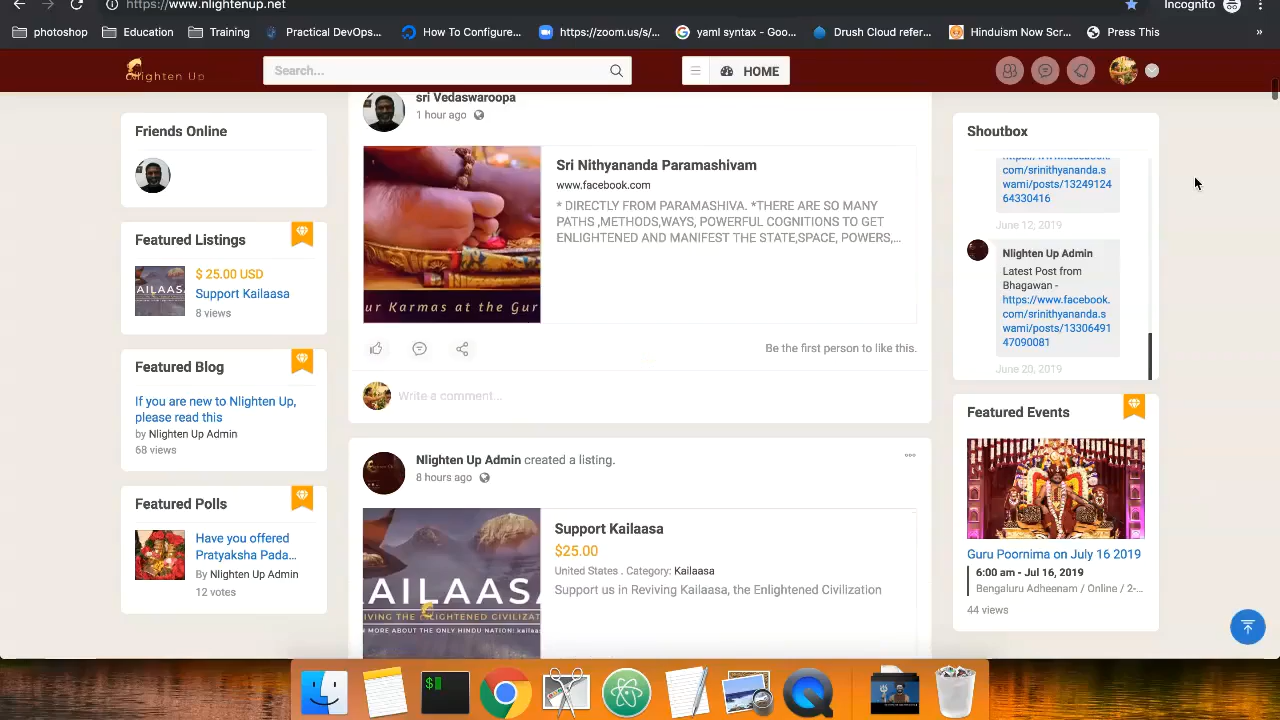 https://www.nlightenup.net
Incognito
photoshop
Education
Training
Practical DevOps...
How To Configure...
https://zoom.us/s/...
yaml syntax - Goo...
Drush Cloud refer...
Hinduism Now Scr...
Press This
»
Nlighten Up
Search...
HOME
Friends Online
Featured Listings
$ 25.00 USD
Support Kailaasa
8 views
AILAAS
Featured Blog
If you are new to Nlighten Up,
please read this
by Nlighten Up Admin
68 views
Featured Polls
Have you offered
Pratyaksha Pada...
By Nlighten Up Admin
12 votes
sri Vedaswaroopa
1 hour ago
Sri Nithyananda Paramashivam
www.facebook.com
* DIRECTLY FROM PARAMASHIVA. *THERE ARE SO MANY
PATHS ,METHODS,WAYS, POWERFUL COGNITIONS TO GET
ENLIGHTENED AND MANIFEST THE STATE,SPACE, POWERS,...
ur Karmas at the Gur
Be the first person to like this.
Write a comment...
Nlighten Up Admin created a listing.
8 hours ago
Support Kailaasa
$25.00
United States . Category: Kailaasa
Support us in Reviving Kailaasa, the Enlightened Civilization
AILAASA
IVING THE ENLIGHTENED CIVILIZAT
MORE ABOUT THE ONLY HINDU NATION:.kailaas
Shoutbox
com/srinithyananda.s
wami/posts/13249124
64330416
June 12, 2019
Nlighten Up Admin
Latest Post from
Bhagawan -
https://www.facebook.
com/srinithyananda.s
wami/posts/13306491
47090081
June 20, 2019
Featured Events
Guru Poornima on July 16 2019
6:00 am - Jul 16, 2019
Bengaluru Adheenam / Online / 2-...
44 views
$